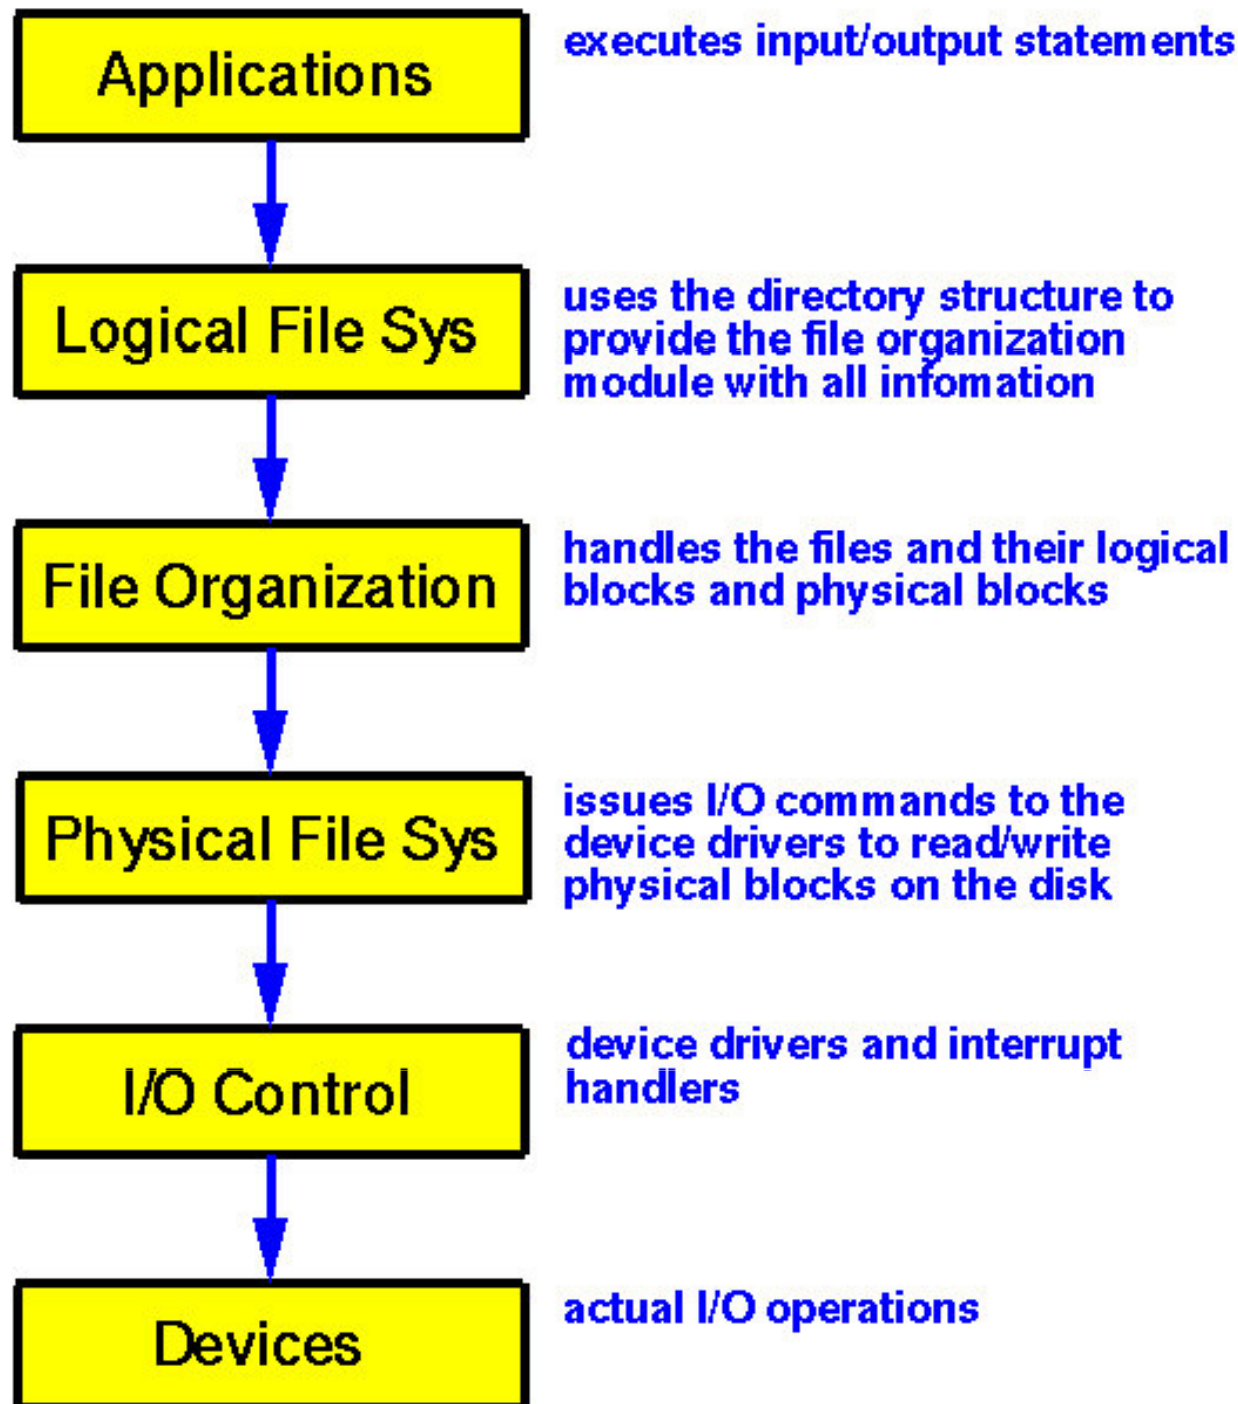 Applications
executes input/output statements
Logical File Sys
uses the directory structure to
provide the file organization
module with all infomation
File Organization
handles the files and their logical
blocks and physical blocks
Physical File Sys
issues I/O commands to the
device drivers to read/write
physical blocks on the disk
I/O Control
device drivers and interrupt
handlers
Devices
actual I/O operations